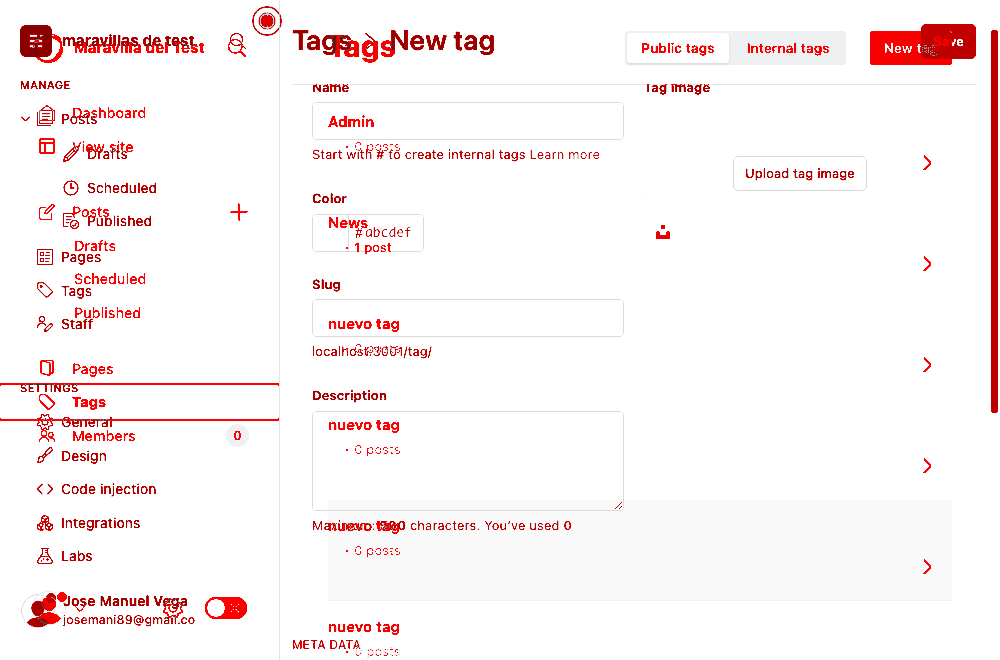 maravillas de test
Maravilla del Test
Tags
Tags
New tag
Public tags
Internal tags
New tag
Save
MANAGE
Dashboard
Posts
View site
Drafts
Scheduled
Posts
Published
Drafts
Pages
Scheduled
Tags
Published
Staff
Pages
SETTINGS
Tags
General
Members
0
Design
Code injection
Integrations
Labs
Jose Manuel Vega
josemani89@gmail.co
Name
Tag image
Admin
0 posts
Start with # to create internal tags Learn more
Upload tag image
Color
News
#abcdef
1 post
Slug
nuevo tag
0 posts
localhost:3001/tag/
Description
nuevo tag
0 posts
nuevo tag
Maximum: 500 characters. You’ve used 0
0 posts
nuevo tag
META DATA
0 posts